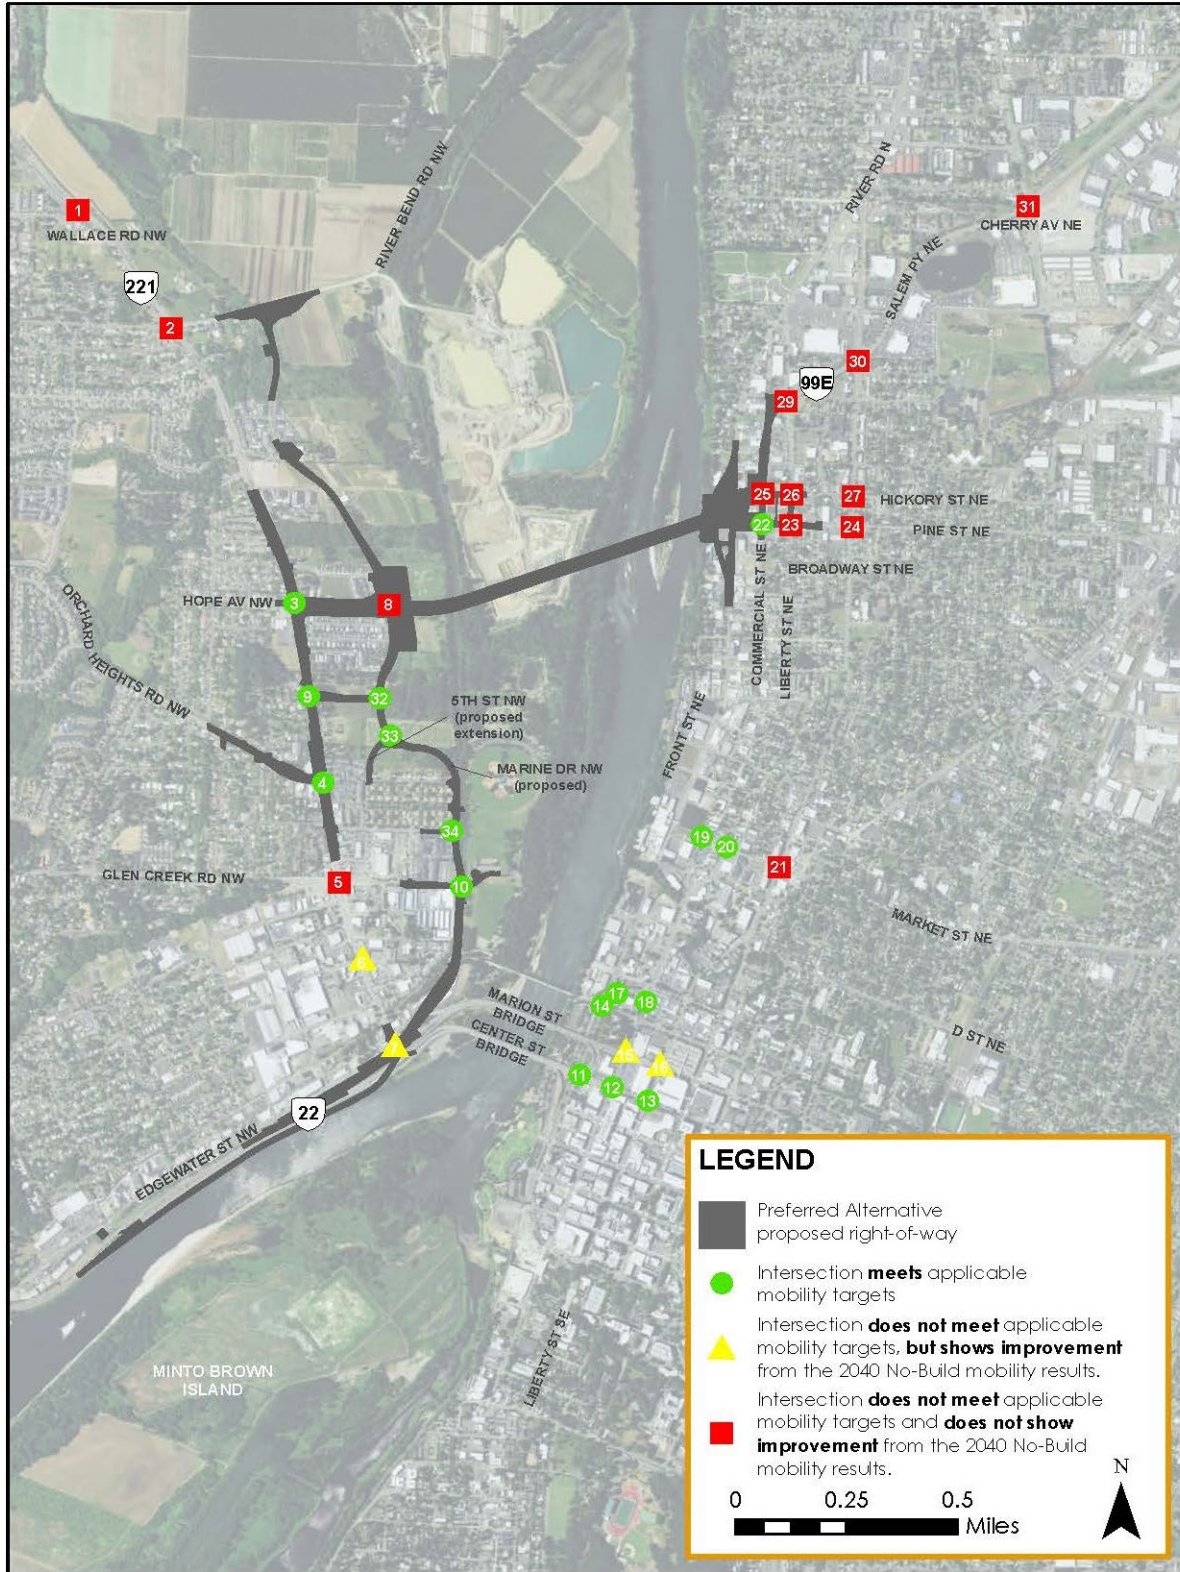 1
WALLACE RD NW
221
2
RIVER BEND RD NW
RIVER RD N
31
CHERRY AV NE
SALEM PY NE
30
99E
29
25
26
27
HICKORY ST NE
22
23
24
PINE ST NE
BROADWAY ST NE
COMMERCIAL ST NE
LIBERTY ST NE
HOPE AV NW
3
8
ORCHARD HEIGHTS RD NW
9
32
33
5TH ST NW
(proposed
extension)
MARINE DR NW
(proposed)
4
34
FRONT ST NE
19
20
21
GLEN CREEK RD NW
5
10
MARKET ST NE
6
7
MARION ST
BRIDGE
CENTER ST
BRIDGE
14
17
18
15
16
11
12
13
D ST NE
22
EDGEWATER ST NW
MINTO BROWN
ISLAND
LIBERTY ST SE
LEGEND
Preferred Alternative
proposed right-of-way
Intersection meets applicable
mobility targets
Intersection does not meet applicable
mobility targets, but shows improvement
from the 2040 No-Build mobility results.
Intersection does not meet applicable
mobility targets and does not show
improvement from the 2040 No-Build
mobility results.
N
0 0.25 0.5
Miles